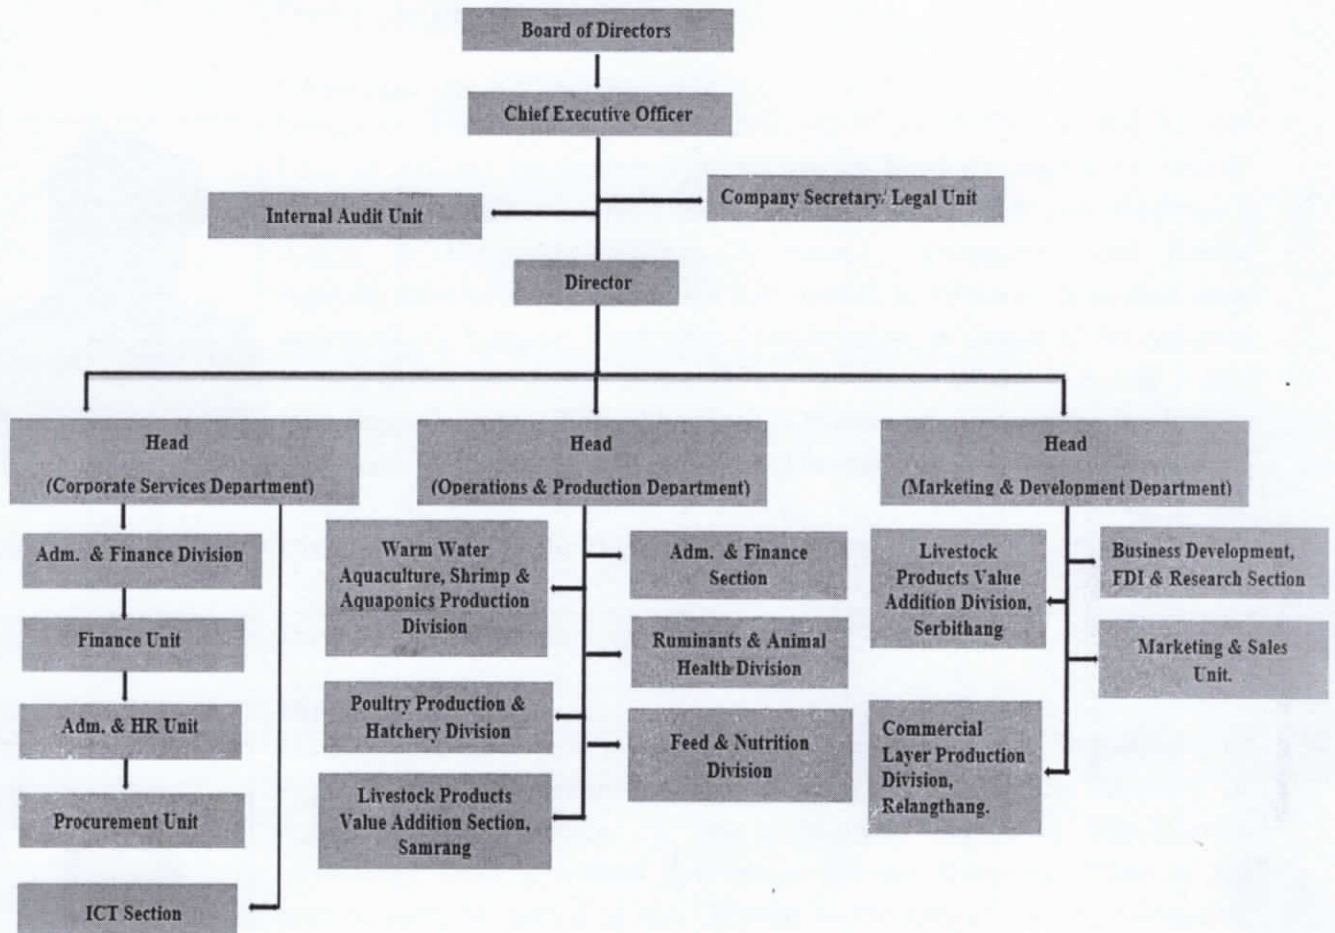 Board of Directors
Chief Executive Officer
Company Secretary/ Legal Unit
Internal Audit Unit
Director
Head
(Corporate Services Department)
Head
(Operations & Production Department)
Head
(Marketing & Development Department)
Adm. & Finance Division
Finance Unit
Adm. & HR Unit
Procurement Unit
ICT Section
Warm Water
Aquaculture, Shrimp &
Aquaponics Production
Division
Poultry Production &
Hatchery Division
Livestock Products
Value Addition Section,
Samrang
Adm. & Finance
Section
Ruminants & Animal
Health Division
Feed & Nutrition
Division
Livestock
Products Value
Addition Division,
Serbithang
Commercial
Layer Production
Division,
Relangthang.
Business Development,
FDI & Research Section
Marketing & Sales
Unit.